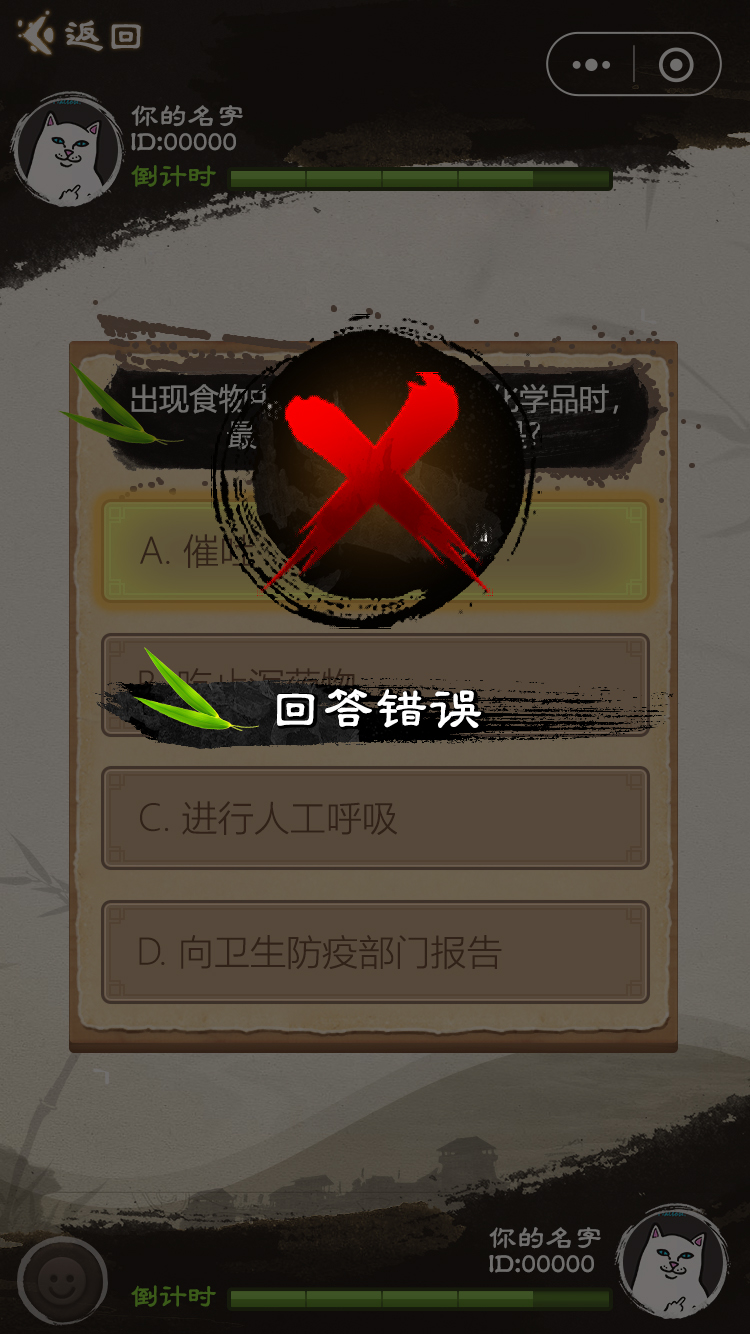 返回
你的名字
ID:00000
倒计时
出现食物 化学品时,
最 ?
A. 催吐
B. 吃止泻药物
回答错误
C. 进行人工呼吸
D. 向卫生防疫部门报告
你的名字
ID:00000
倒计时